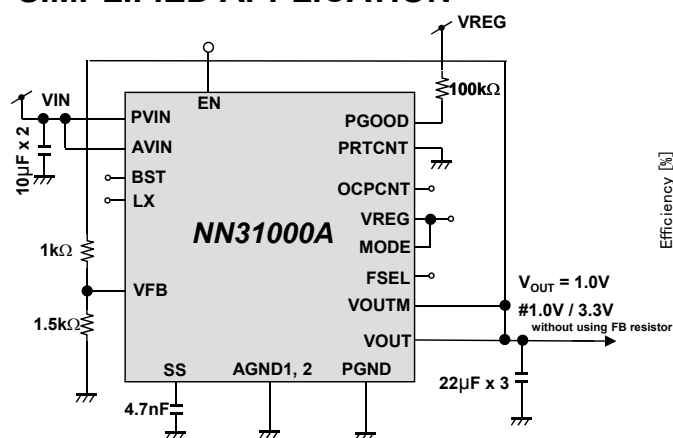 SIMPLIFIED APPLICATION
VREG
EN
100kΩ
VIN
PVIN
PGOOD
AVIN
PRTCNT
10µF x 2
BST
OCPCNT
LX
VREG
NN31000A
MODE
1kΩ
FSEL
VFB
VOUTM
VOUT = 1.0V
#1.0V / 3.3V
without using FB resistor
1.5kΩ
VOUT
SS
AGND1, 2
PGND
22µF x 3
4.7nF
Efficiency [%]